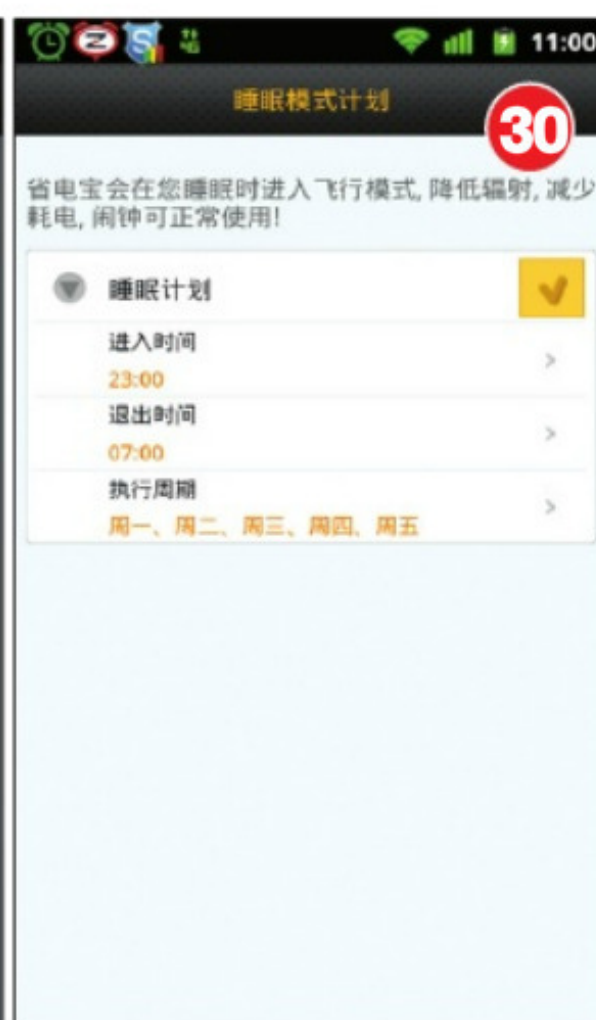 11:00
睡眠模式计划
30
省电宝会在您睡眠时进入飞行模式, 降低辐射, 减少
耗电, 闹钟可正常使用!
睡眠计划
进入时间
23:00
退出时间
07:00
执行周期
周一、周二、周三、周四、周五